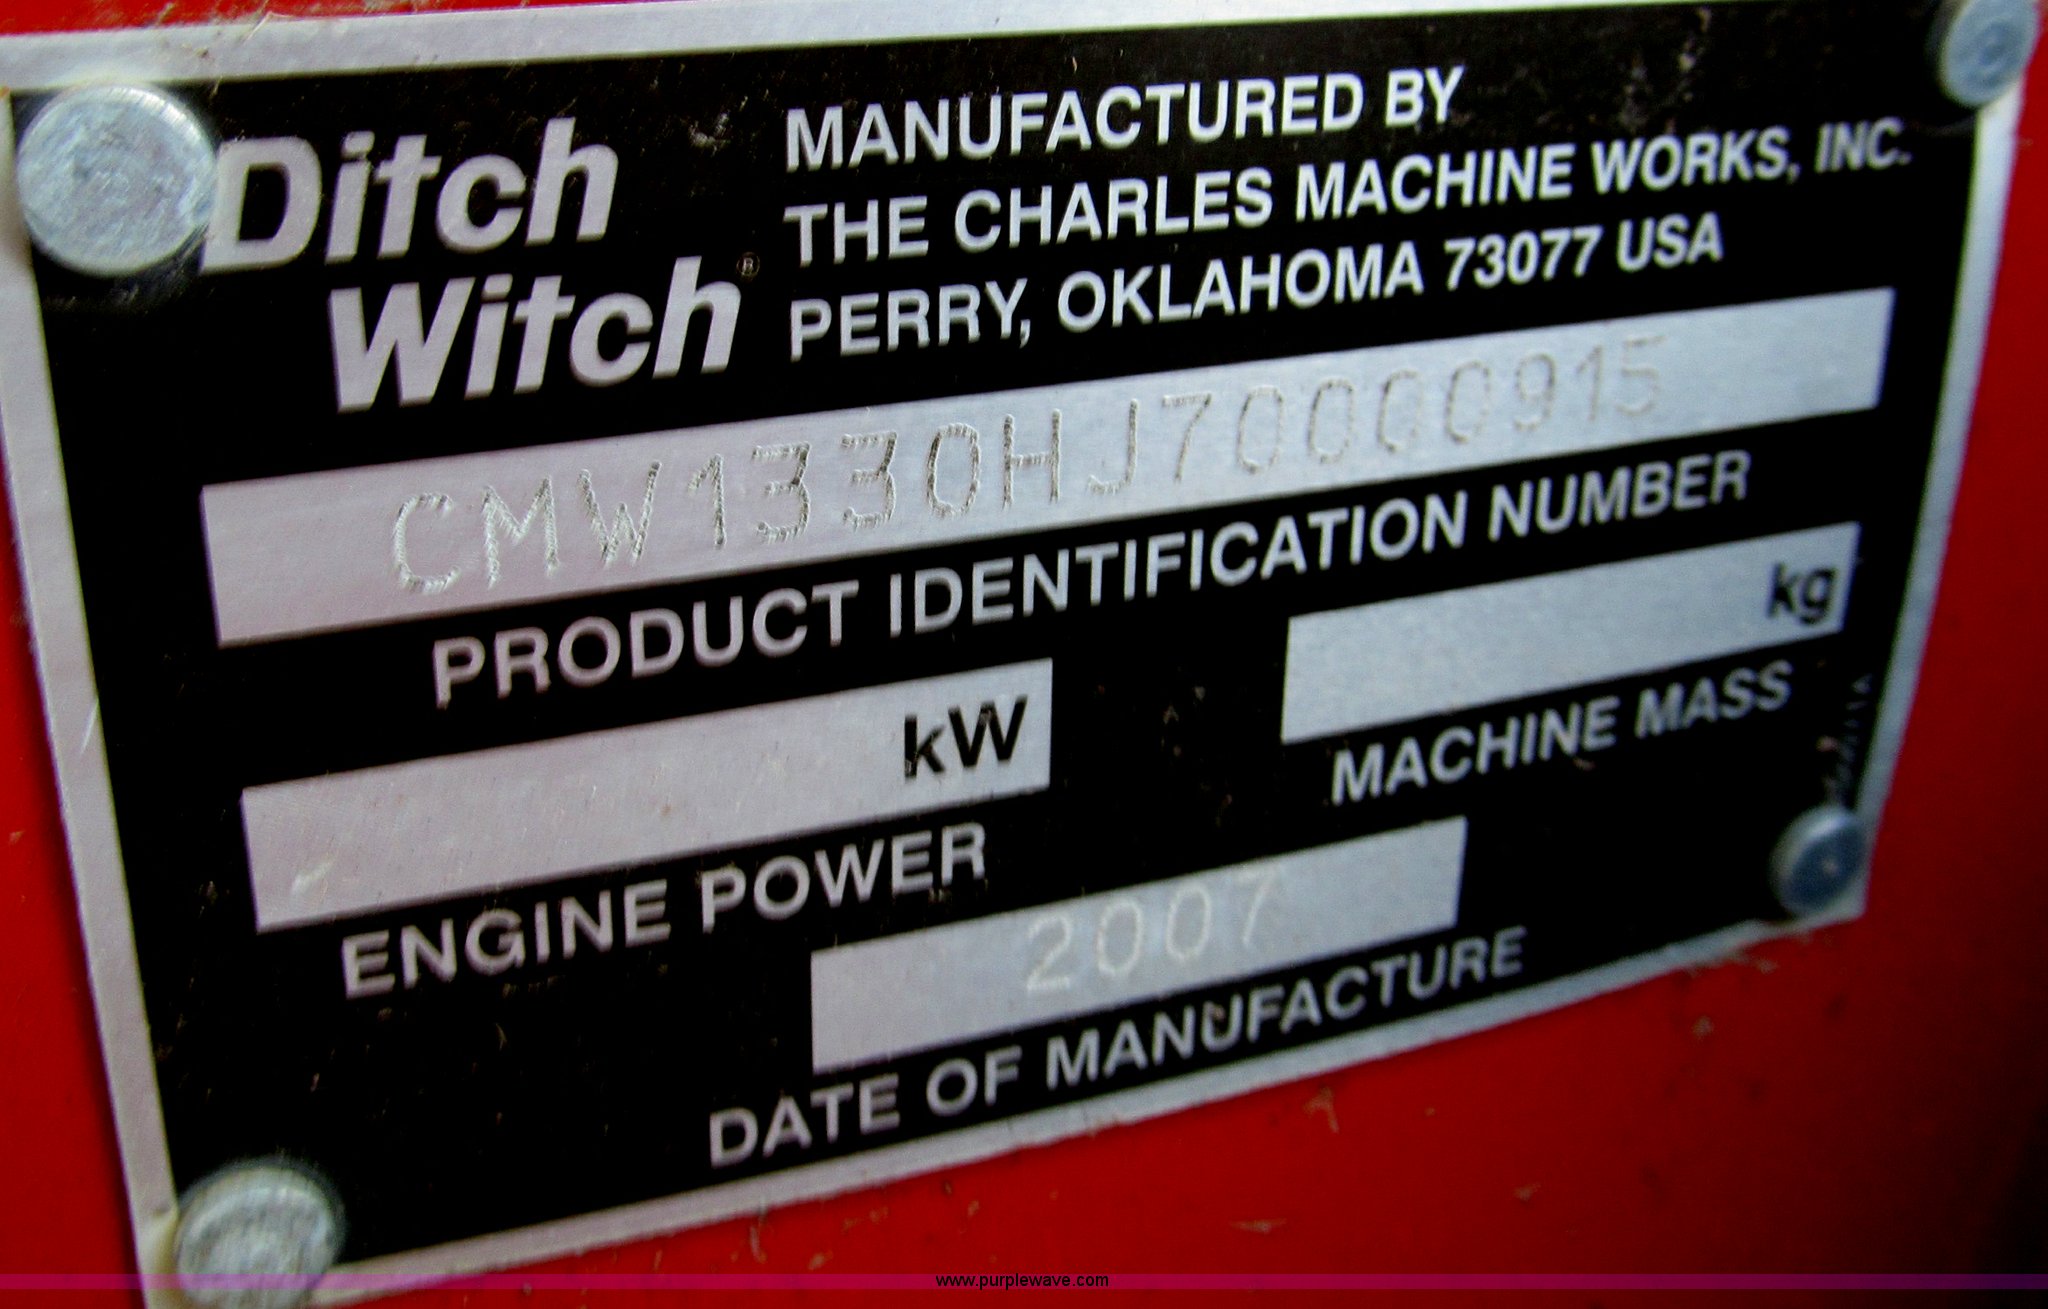 Ditch
Witch®
MANUFACTURED BY
THE CHARLES MACHINE WORKS, INC.
PERRY, OKLAHOMA 73077 USA
CMW1330HJ70000915
PRODUCT IDENTIFICATION NUMBER
kW
ENGINE POWER
kg
MACHINE MASS
2007
DATE OF MANUFACTURE
www.purplewave.com